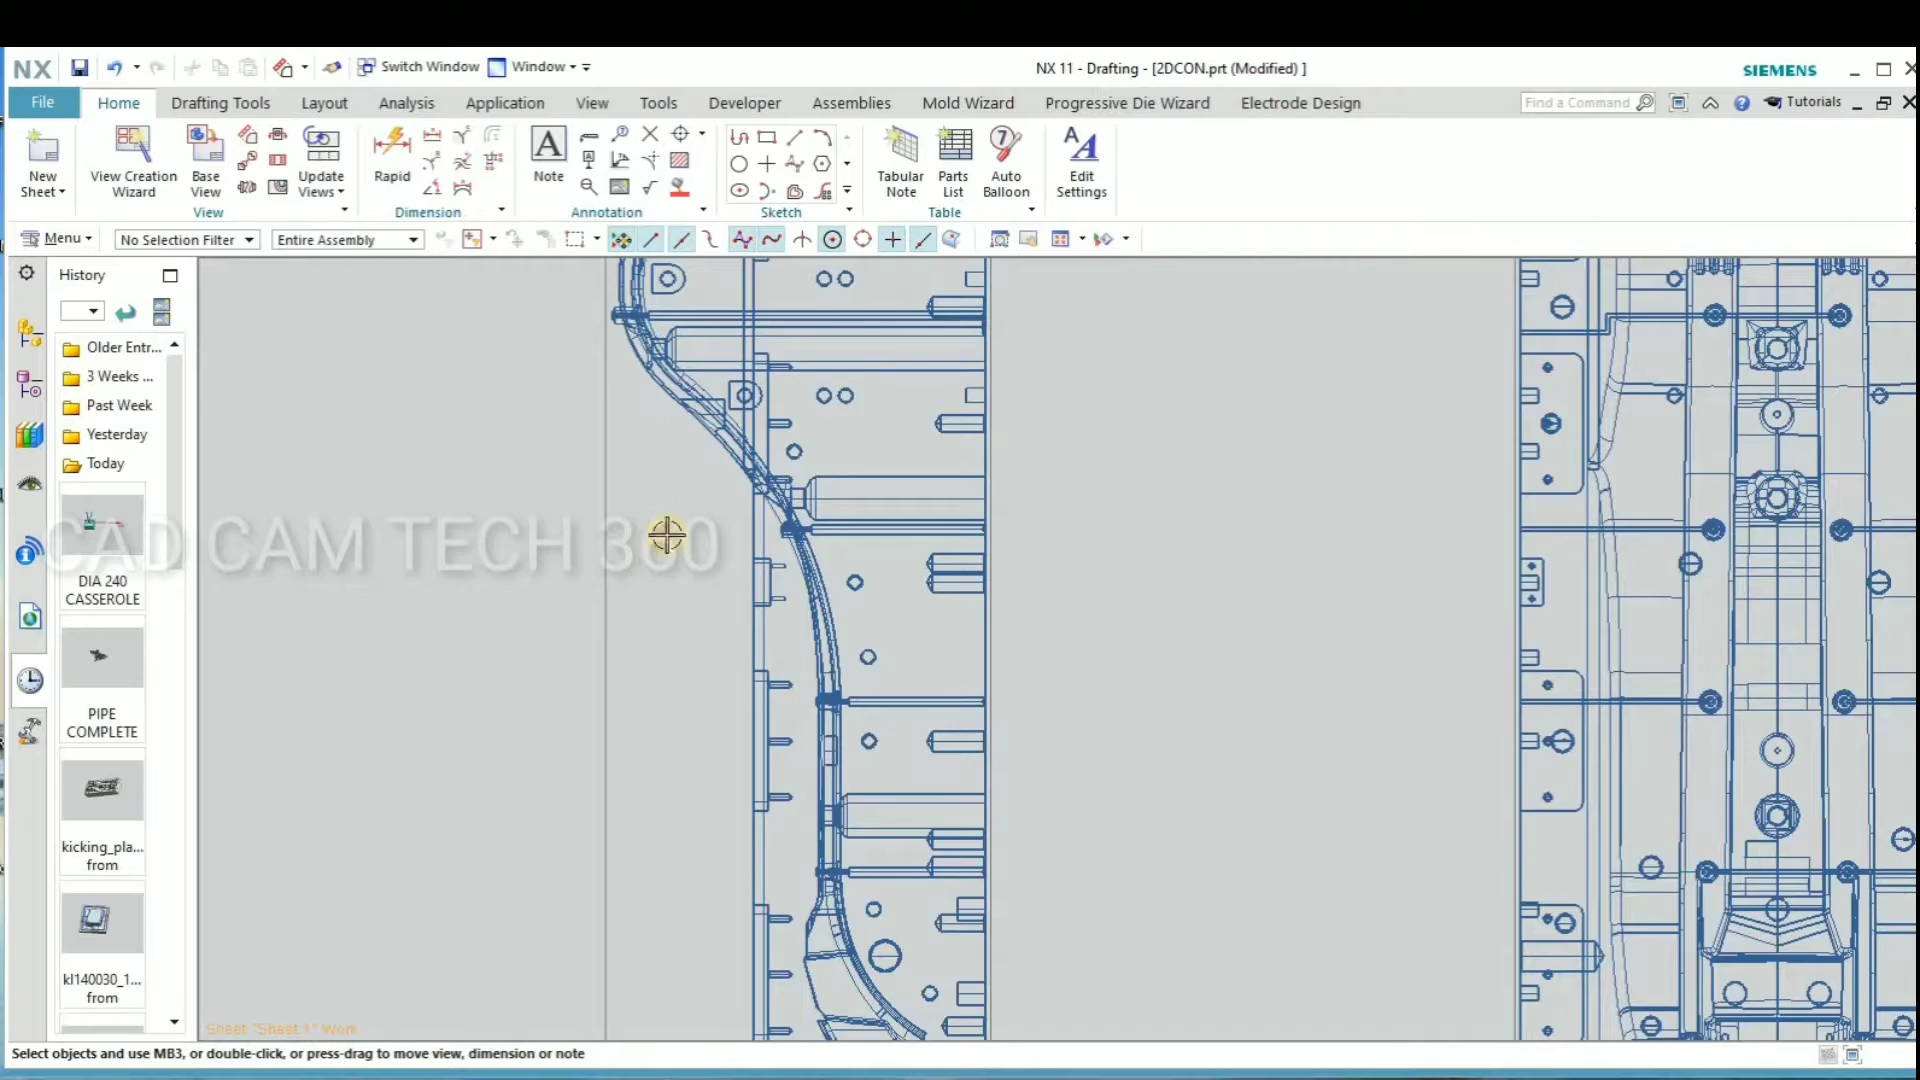 NX
Switch Window
Window
NX 11 - Drafting - [2DCON.prt (Modified) ]
SIEMENS
File
Home
Drafting Tools
Layout
Analysis
Application
View
Tools
Developer
Assemblies
Mold Wizard
Progressive Die Wizard
Electrode Design
Find a Command
Tutorials
New
Sheet
View Creation
Wizard
Base
View
Update
Views
View
Rapid
Dimension
A
Note
Annotation
Sketch
Tabular
Note
Parts
List
7
Auto
Balloon
Table
Edit
Settings
Menu
No Selection Filter
Entire Assembly
History
Older Entr...
3 Weeks ...
Past Week
Yesterday
Today
DIA 240
CASSEROLE
PIPE
COMPLETE
kicking_pla...
from
kl140030_1...
from
CAD CAM TECH 360
Sheet "Sheet 1" Work
Select objects and use MB3, or double-click, or press-drag to move view, dimension or note